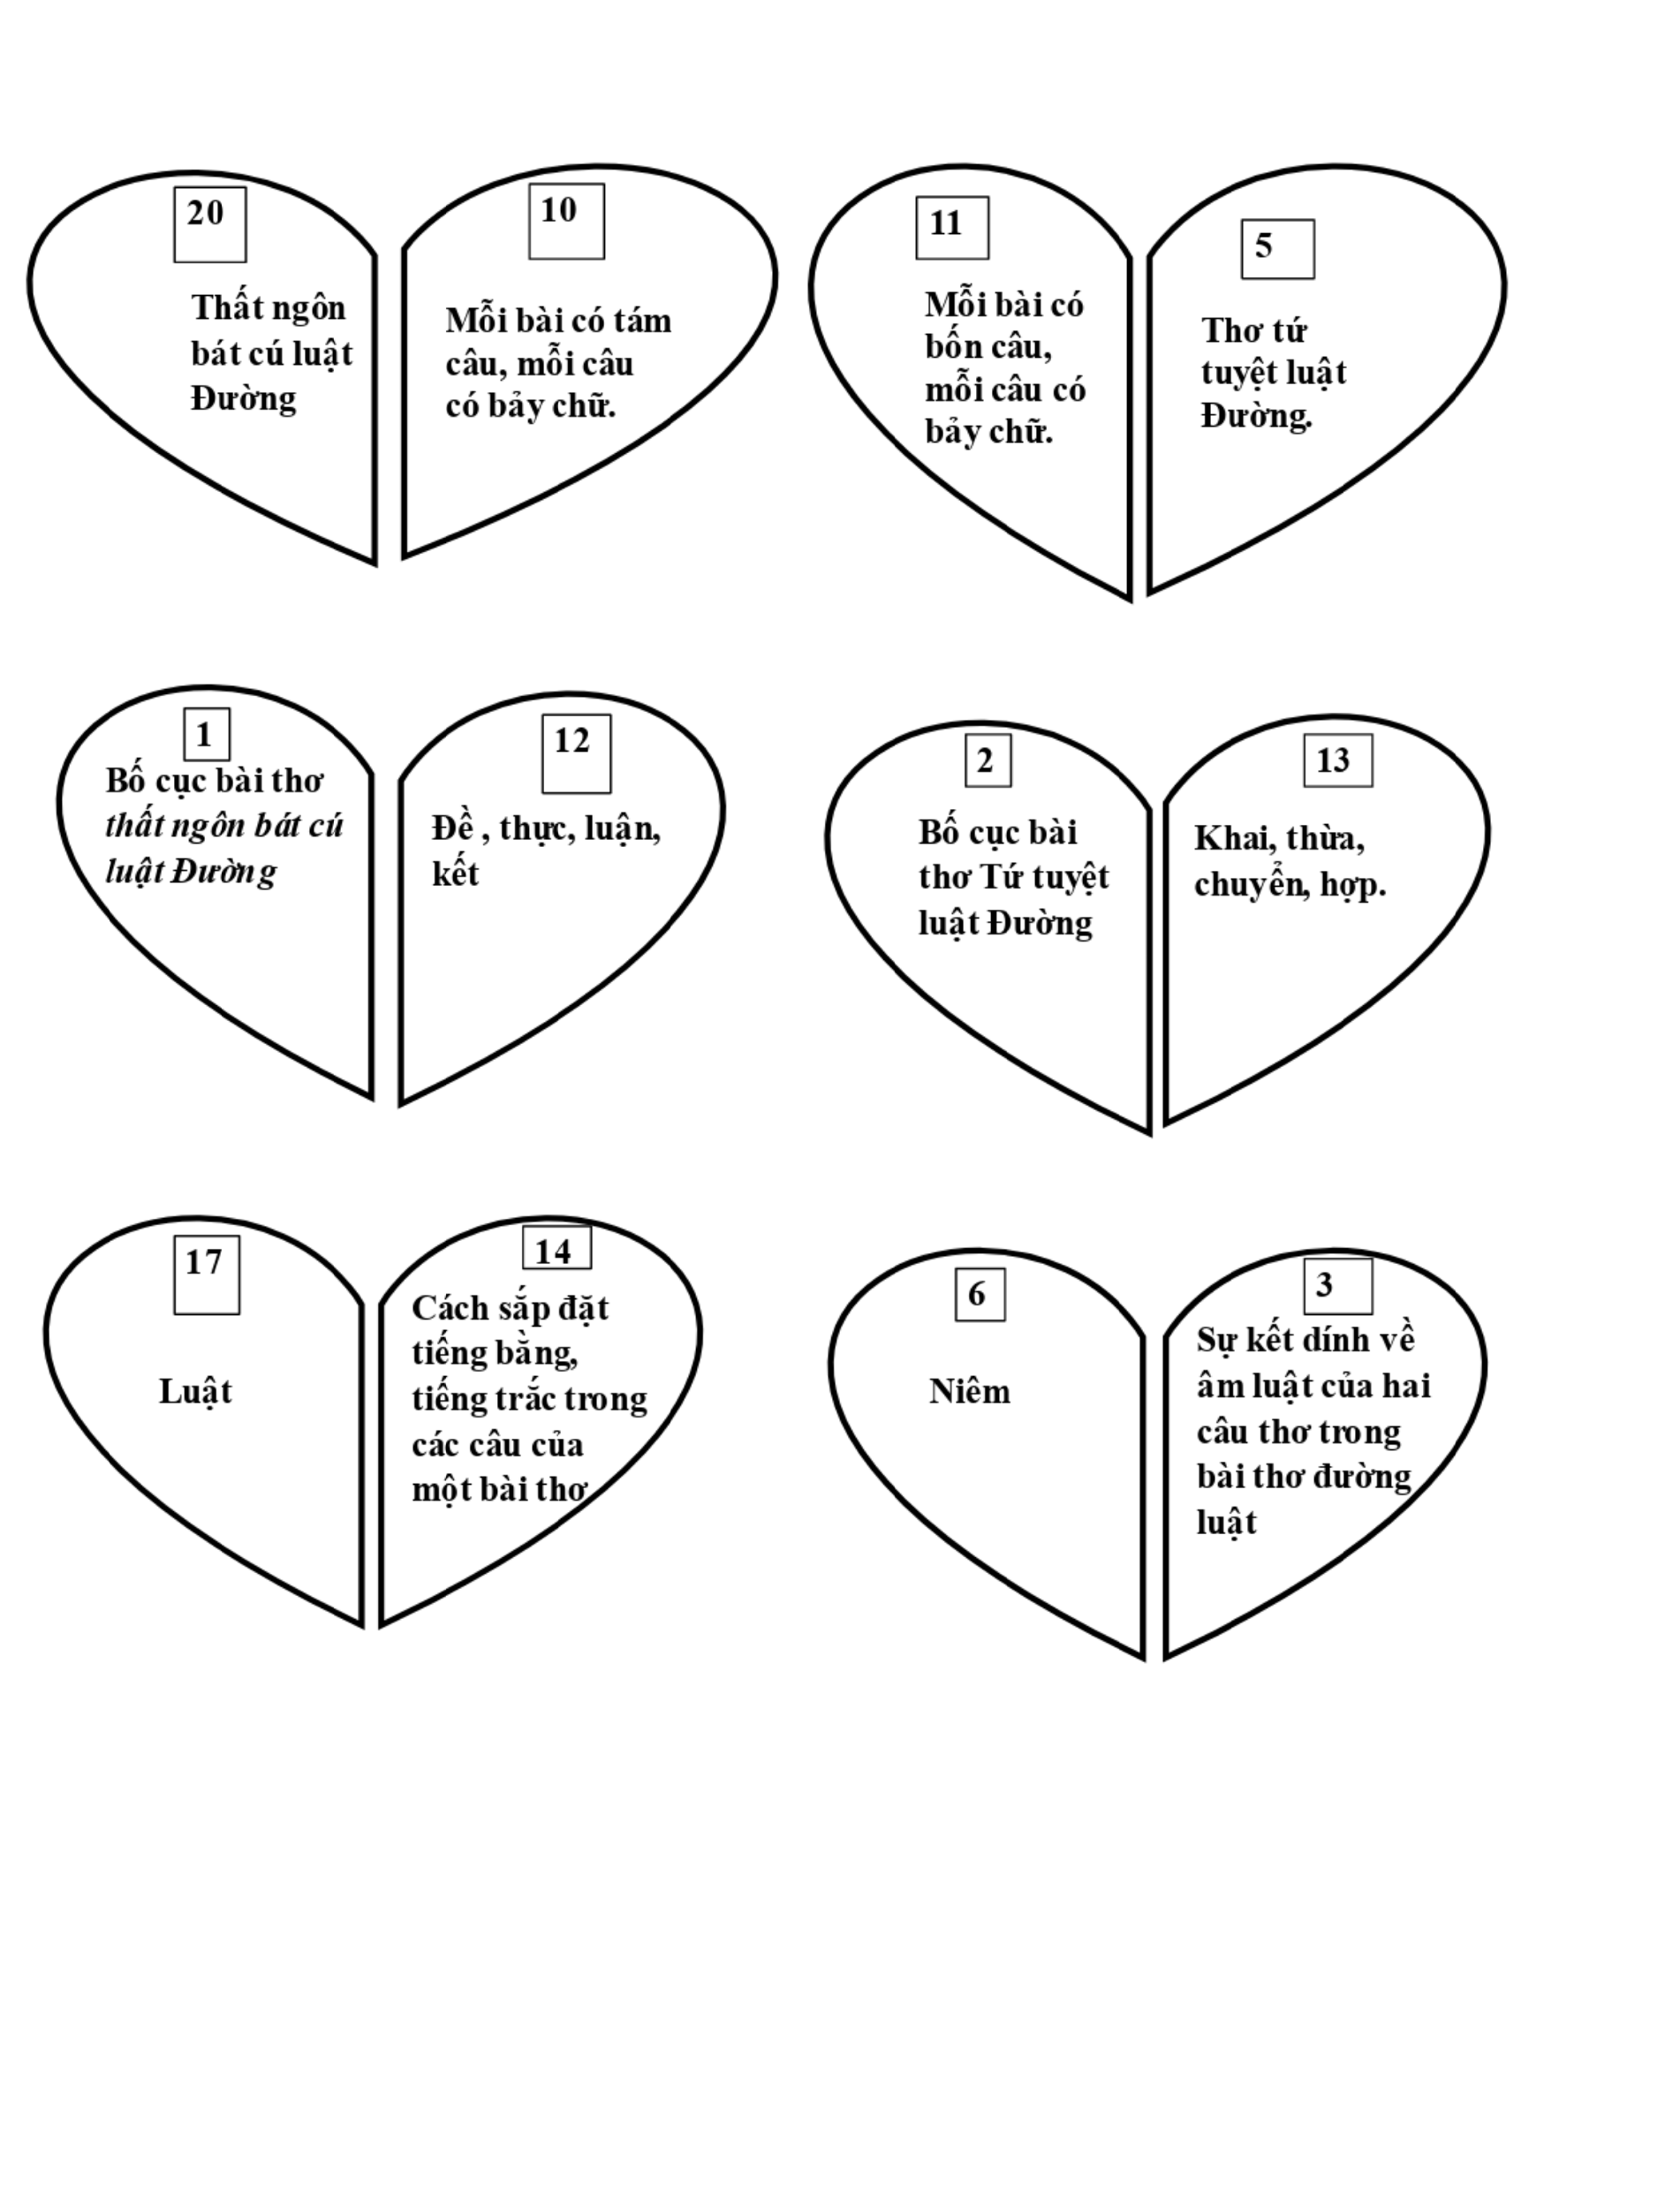 20
Thất ngôn
bát cú luật
Đường
10
Mỗi bài có tám
câu, mỗi câu
có bảy chữ.
11
Mỗi bài có
bốn câu,
mỗi câu có
bảy chữ.
5
Thơ tứ
tuyệt luật
Đường.
1
Bố cục bài thơ
thất ngôn bát cú
luật Đường
12
Đề , thực, luận,
kết
2
Bố cục bài
thơ Tứ tuyệt
luật Đường
13
Khai, thừa,
chuyển, hợp.
17
Luật
14
Cách sắp đặt
tiếng bằng,
tiếng trắc trong
các câu của
một bài thơ
6
Niêm
3
Sự kết dính về
âm luật của hai
câu thơ trong
bài thơ đường
luật